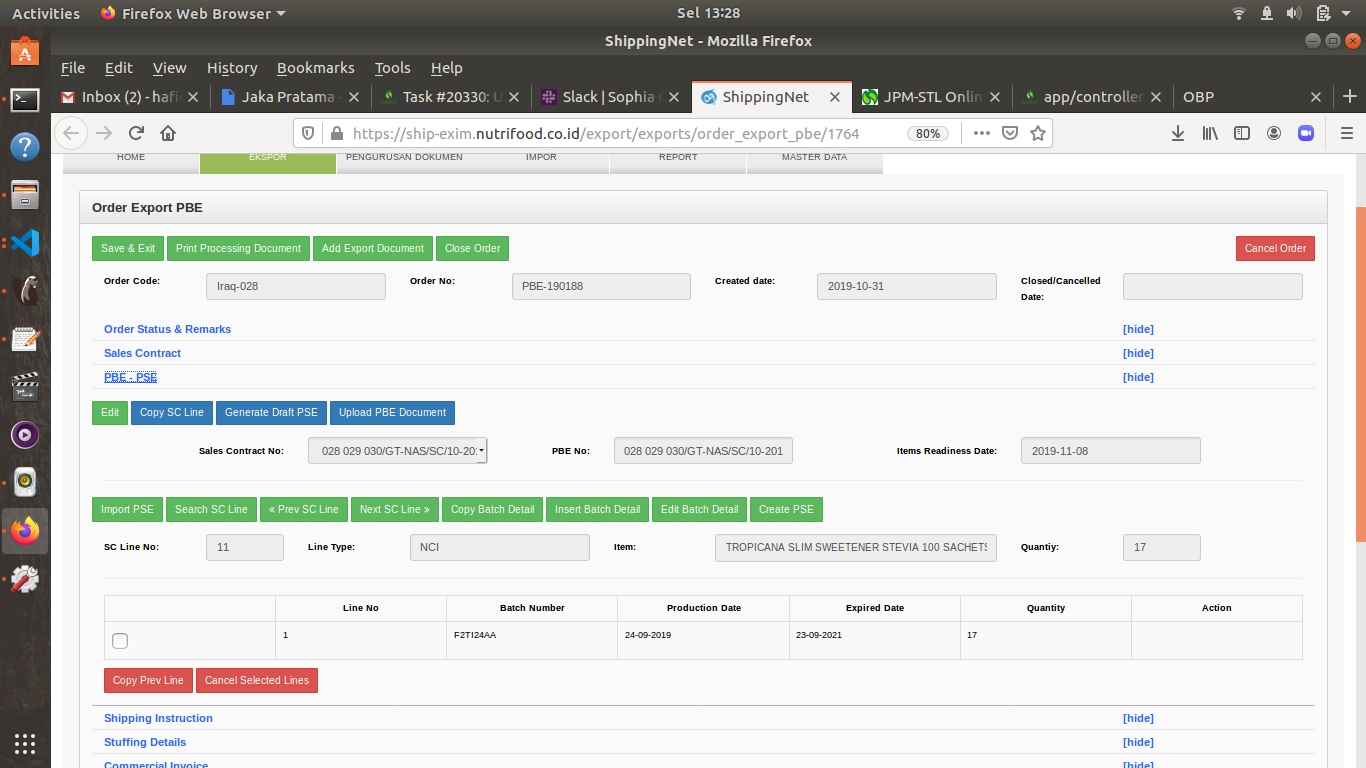 Activities Firefox Web Browser Sel 13:28
ShippingNet - Mozilla Firefox
File Edit View History Bookmarks Tools Help
Inbox (2) - hafi Jaka Pratama - Task #20330: U Slack | Sophia ShippingNet JPM-STL Onlin app/controller OBP
https://ship-exim.nutrifood.co.id/export/exports/order_export_pbe/1764 80%
HOME EKSPOR PENGURUSAN DOKUMEN IMPOR REPORT MASTER DATA
Order Export PBE
Save & Exit Print Processing Document Add Export Document Close Order Cancel Order
Order Code: Iraq-028 Order No: PBE-190188 Created date: 2019-10-31 Closed/Cancelled Date:
Order Status & Remarks [hide]
Sales Contract [hide]
PBE - PSE [hide]
Edit Copy SC Line Generate Draft PSE Upload PBE Document
Sales Contract No: 028 029 030/GT-NAS/SC/10-20 PBE No: 028 029 030/GT-NAS/SC/10-201 Items Readiness Date: 2019-11-08
Import PSE Search SC Line « Prev SC Line Next SC Line » Copy Batch Detail Insert Batch Detail Edit Batch Detail Create PSE
SC Line No: 11 Line Type: NCI Item: TROPICANA SLIM SWEETENER STEVIA 100 SACHETS Quantiy: 17
Line No Batch Number Production Date Expired Date Quantity Action
1 F2TI24AA 24-09-2019 23-09-2021 17
Copy Prev Line Cancel Selected Lines
Shipping Instruction [hide]
Stuffing Details [hide]
Commercial Invoice [hide]